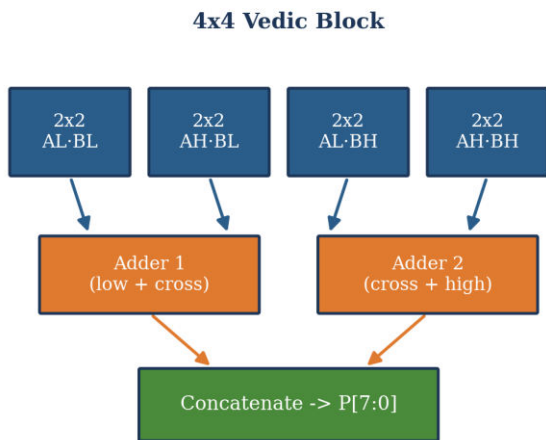 4x4 Vedic Block
2x2
AL·BL
2x2
AH·BL
2x2
AL·BH
2x2
AH·BH
Adder 1
(low + cross)
Adder 2
(cross + high)
Concatenate -> P[7:0]